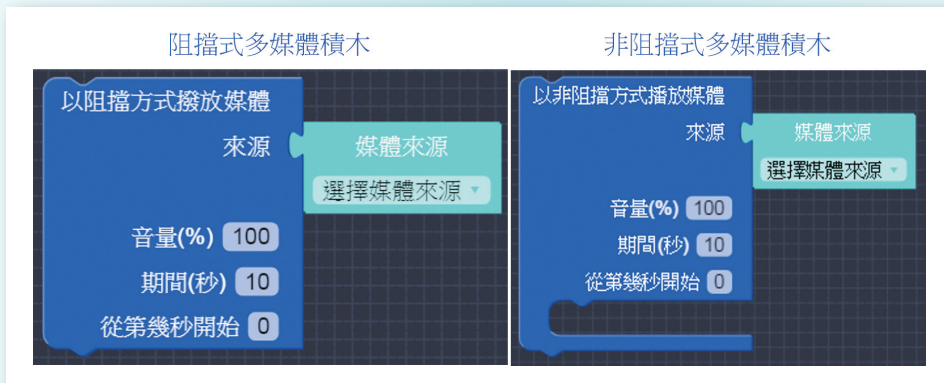 阻擋式多媒體積木
以阻擋方式撥放媒體
來源
媒體來源
選擇媒體來源
音量(%) 100
期間(秒) 10
從第幾秒開始 0
非阻擋式多媒體積木
以非阻擋方式播放媒體
來源
媒體來源
選擇媒體來源
音量(%) 100
期間(秒) 10
從第幾秒開始 0